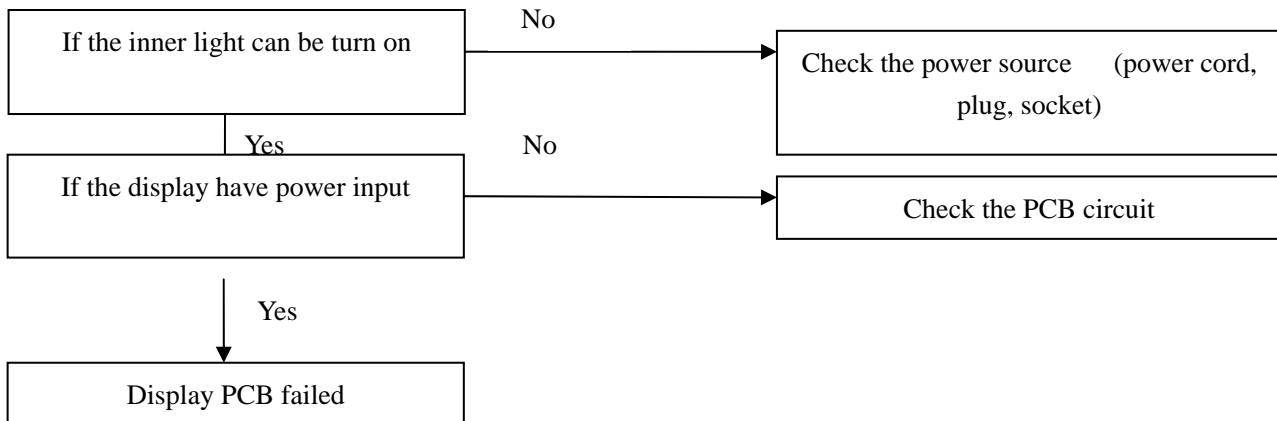 If the inner light can be turn on
No
Check the power source (power cord,
plug, socket)
Yes
No
If the display have power input
Check the PCB circuit
Yes
Display PCB failed